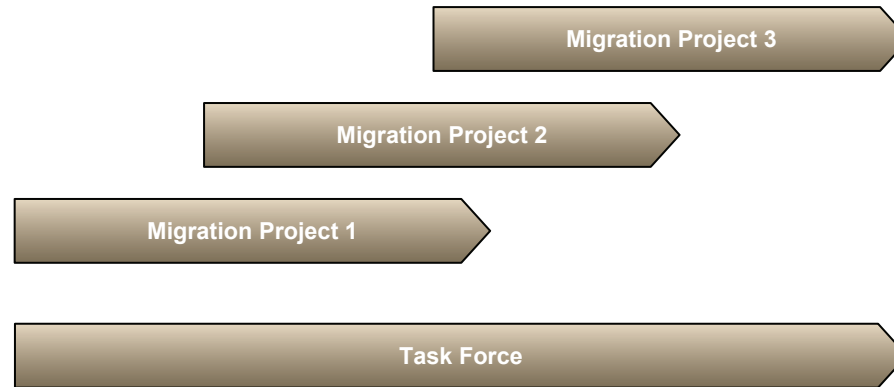 Migration Project 3
Migration Project 2
Migration Project 1
Task Force